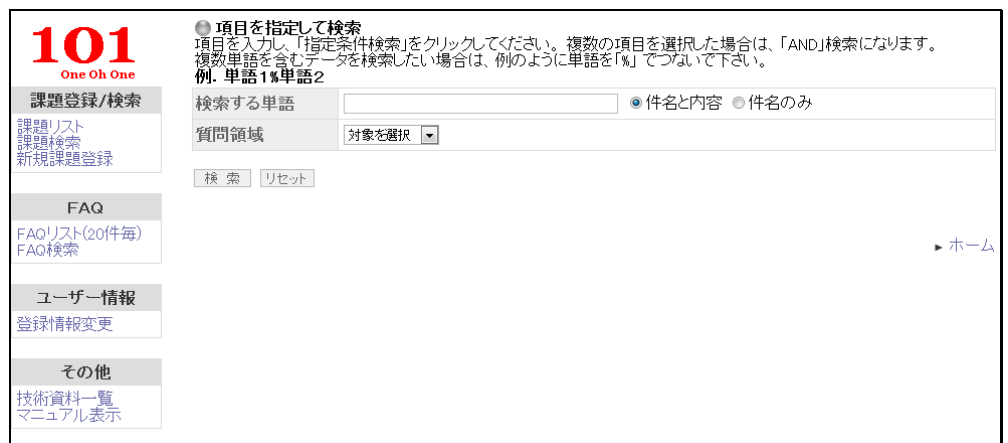 101
One Oh One
課題登録/検索
課題リスト
課題検索
新規課題登録
FAQ
FAQリスト(20件毎)
FAQ検索
ユーザー情報
登録情報変更
その他
技術資料一覧
マニュアル表示
項目を指定して検索
項目を入力し、「指定条件検索」をクリックしてください。複数の項目を選択した場合は、「AND」検索になります。
複数単語を含むデータを検索したい場合は、例のように単語を「%」でつないで下さい。
例. 単語1%単語2
検索する単語 件名と内容 件名のみ
質問領域 対象を選択
検 索 リセット
ホーム